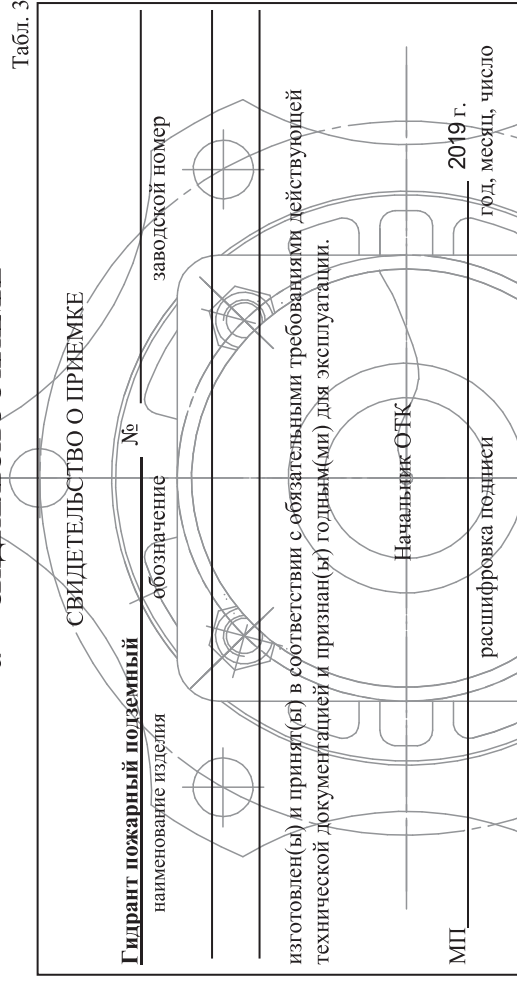 Табл. 3
СВИДЕТЕЛЬСТВО О ПРИЕМКЕ
Гидрант пожарный подземный №
наименование изделия обозначение заводской номер
изготовлен(ы) и принят(ы) в соответствии с обязательными требованиями действующей
технической документацией и признан(ы) годным(ми) для эксплуатации.
Начальник ОТК
МП 2019 г.
расшифровка подписи год, месяц, число